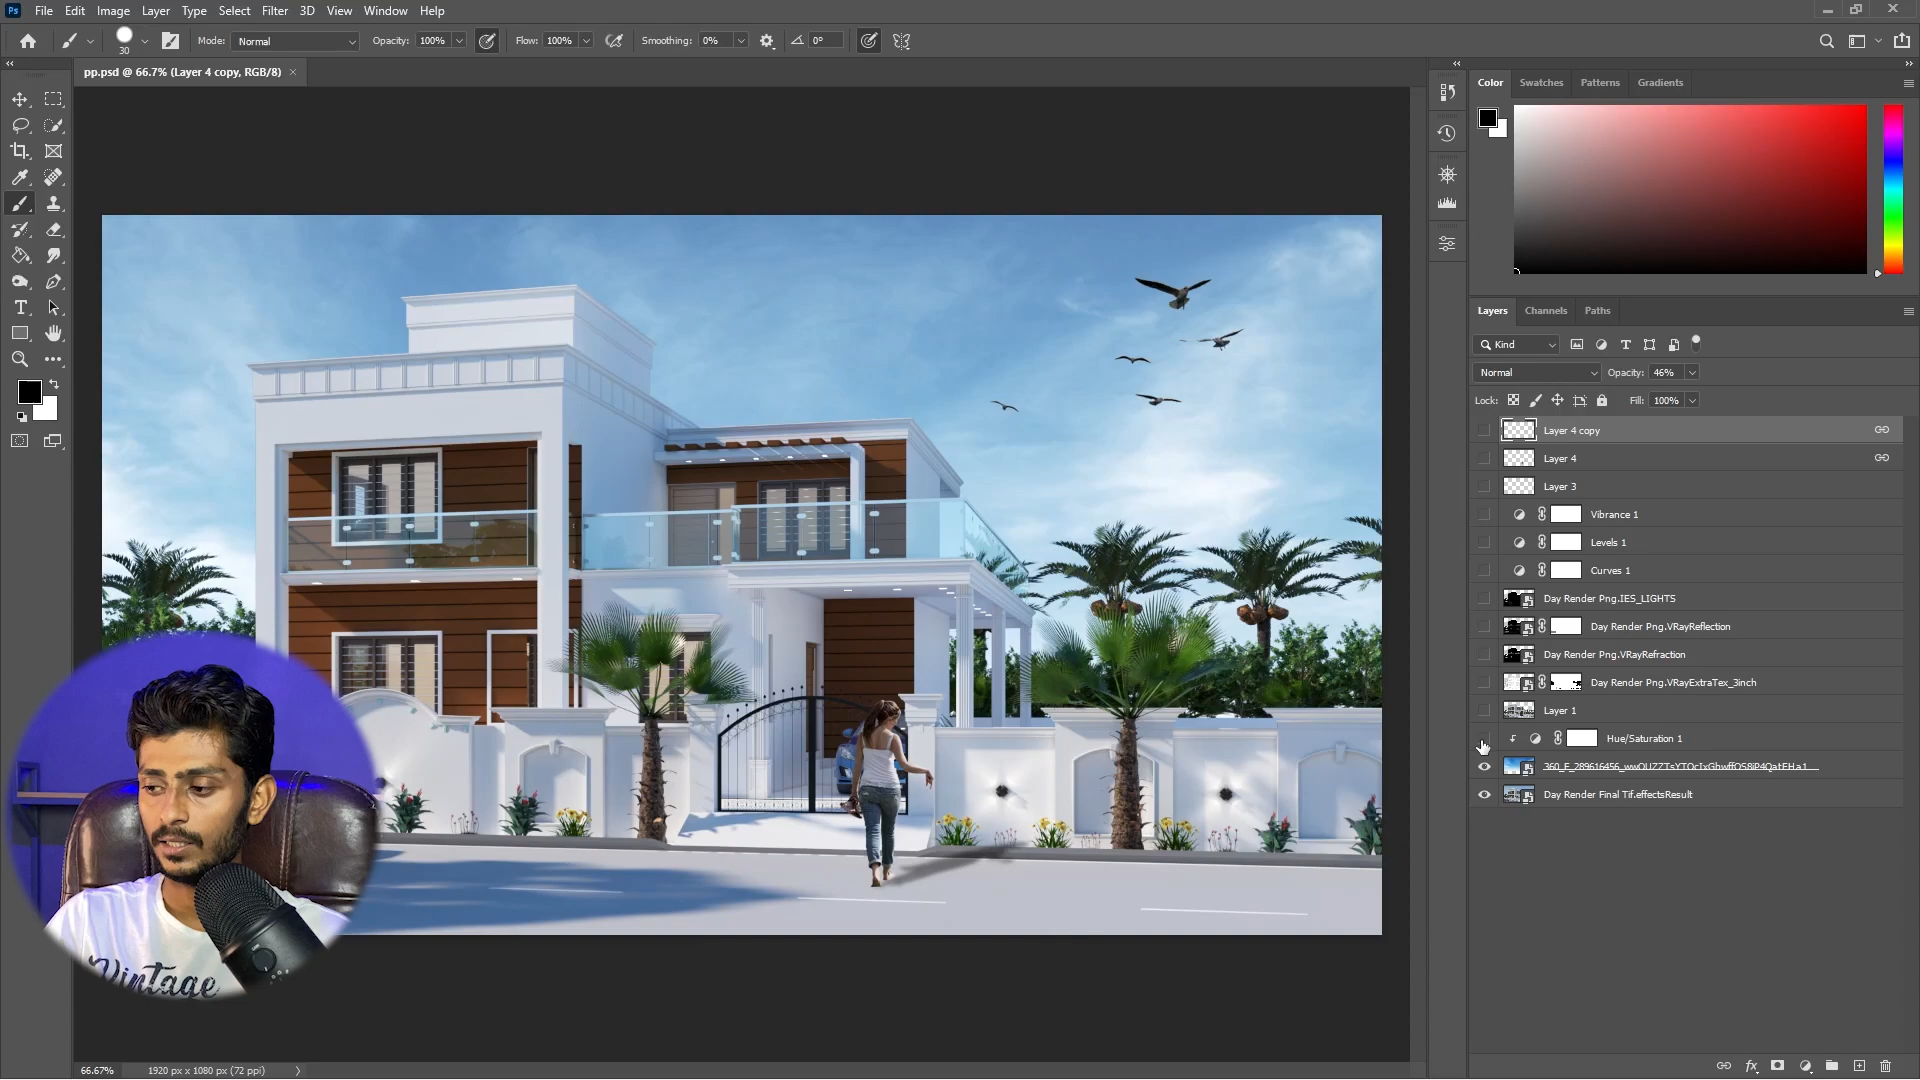 Ps File Edit Image Layer Type Select Filter 3D View Window Help
30 Mode: Normal Opacity: 100% Flow: 100% Smoothing: 0% 0°
pp.psd @ 66.7% (Layer 4 copy, RGB/8) ×
Color Swatches Patterns Gradients
Layers Channels Paths
Kind
Normal Opacity: 46%
Lock: Fill: 100%
Layer 4 copy
Layer 4
Layer 3
Vibrance 1
Levels 1
Curves 1
Day Render Png.IES_LIGHTS
Day Render Png.VRayReflection
Day Render Png.VRayRefraction
Day Render Png.VRayExtraTex_3inch
Layer 1
Hue/Saturation 1
Day Render Final Tif.effectsResult
Vintage
66.67% 1920 px x 1080 px (72 ppi)